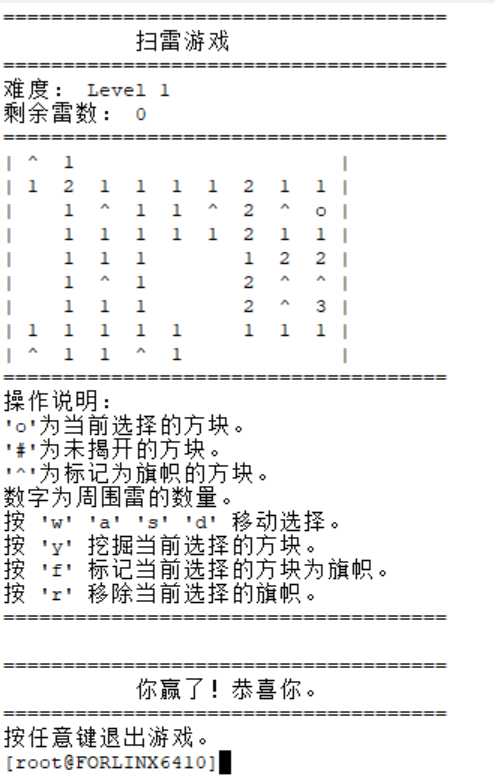 ==========================================
扫雷游戏
==========================================
难度： Level 1
剩余雷数： 0
==========================================
| ^ 1               |
| 1 2 1 1 1 1 2 1 1 |
|   1 ^ 1 1 ^ 2 ^ o |
|   1 1 1 1 1 2 1 1 |
|   1 1 1     1 2 2 |
|   1 ^ 1     2 ^ ^ |
|   1 1 1     2 ^ 3 |
| 1 1 1 1 1   1 1 1 |
| ^ 1 1 ^ 1         |
==========================================
操作说明：
'o'为当前选择的方块。
'#'为未揭开的方块。
'^'为标记为旗帜的方块。
数字为周围雷的数量。
按 'w' 'a' 's' 'd' 移动选择。
按 'y' 挖掘当前选择的方块。
按 'f' 标记当前选择的方块为旗帜。
按 'r' 移除当前选择的旗帜。
==========================================
==========================================
你赢了！恭喜你。
==========================================
按任意键退出游戏。
[root@FORLINX6410]